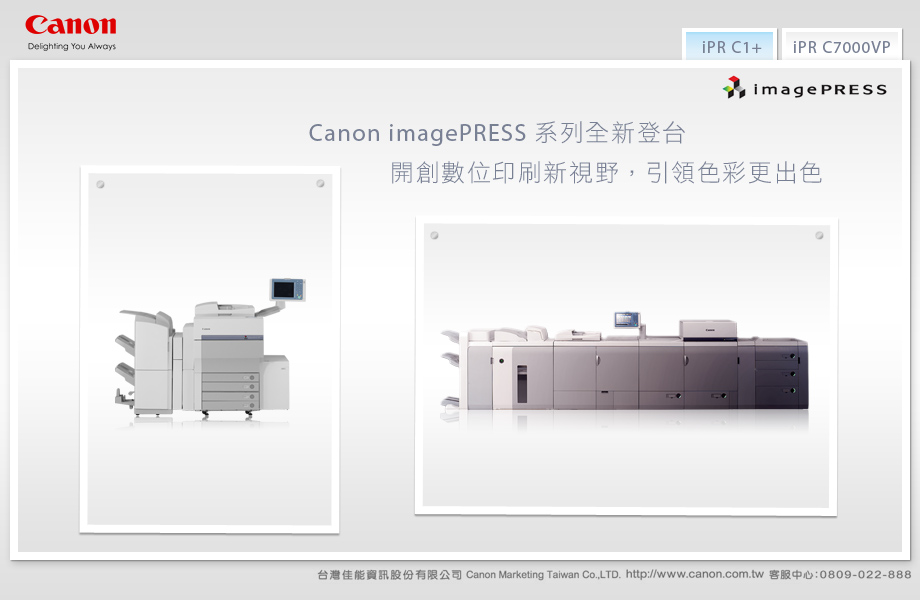 Canon
Delighting You Always
iPR C1+
iPR C7000VP
imagePRESS
Canon imagePRESS 系列全新登台
開創數位印刷新視野，引領色彩更出色
台灣佳能資訊股份有限公司 Canon Marketing Taiwan Co.,LTD. http://www.canon.com.tw 客服中心:0809-022-888